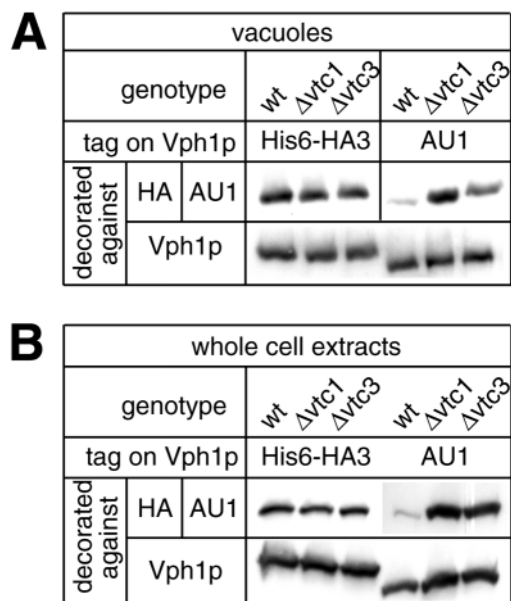 A
vacuoles
genotype wt Δvtc1 Δvtc3 wt Δvtc1 Δvtc3
tag on Vph1p His6-HA3 AU1
decorated against HA AU1
Vph1p
B
whole cell extracts
genotype wt Δvtc1 Δvtc3 wt Δvtc1 Δvtc3
tag on Vph1p His6-HA3 AU1
decorated against HA AU1
Vph1p